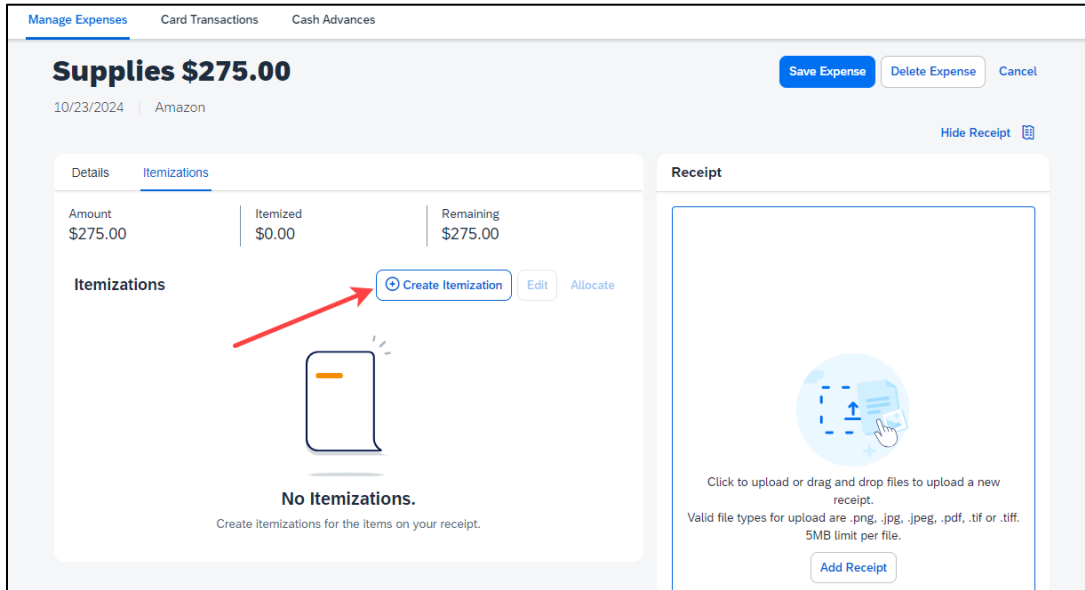 Manage Expenses Card Transactions Cash Advances
Supplies $275.00
Save Expense Delete Expense Cancel
10/23/2024 Amazon
Hide Receipt
Details Itemizations
Amount Itemized Remaining
$275.00 $0.00 $275.00
Itemizations Create Itemization Edit Allocate
No Itemizations.
Create itemizations for the items on your receipt.
Receipt
Click to upload or drag and drop files to upload a new
receipt.
Valid file types for upload are .png, .jpg, .jpeg, .pdf, .tif or .tiff.
5MB limit per file.
Add Receipt